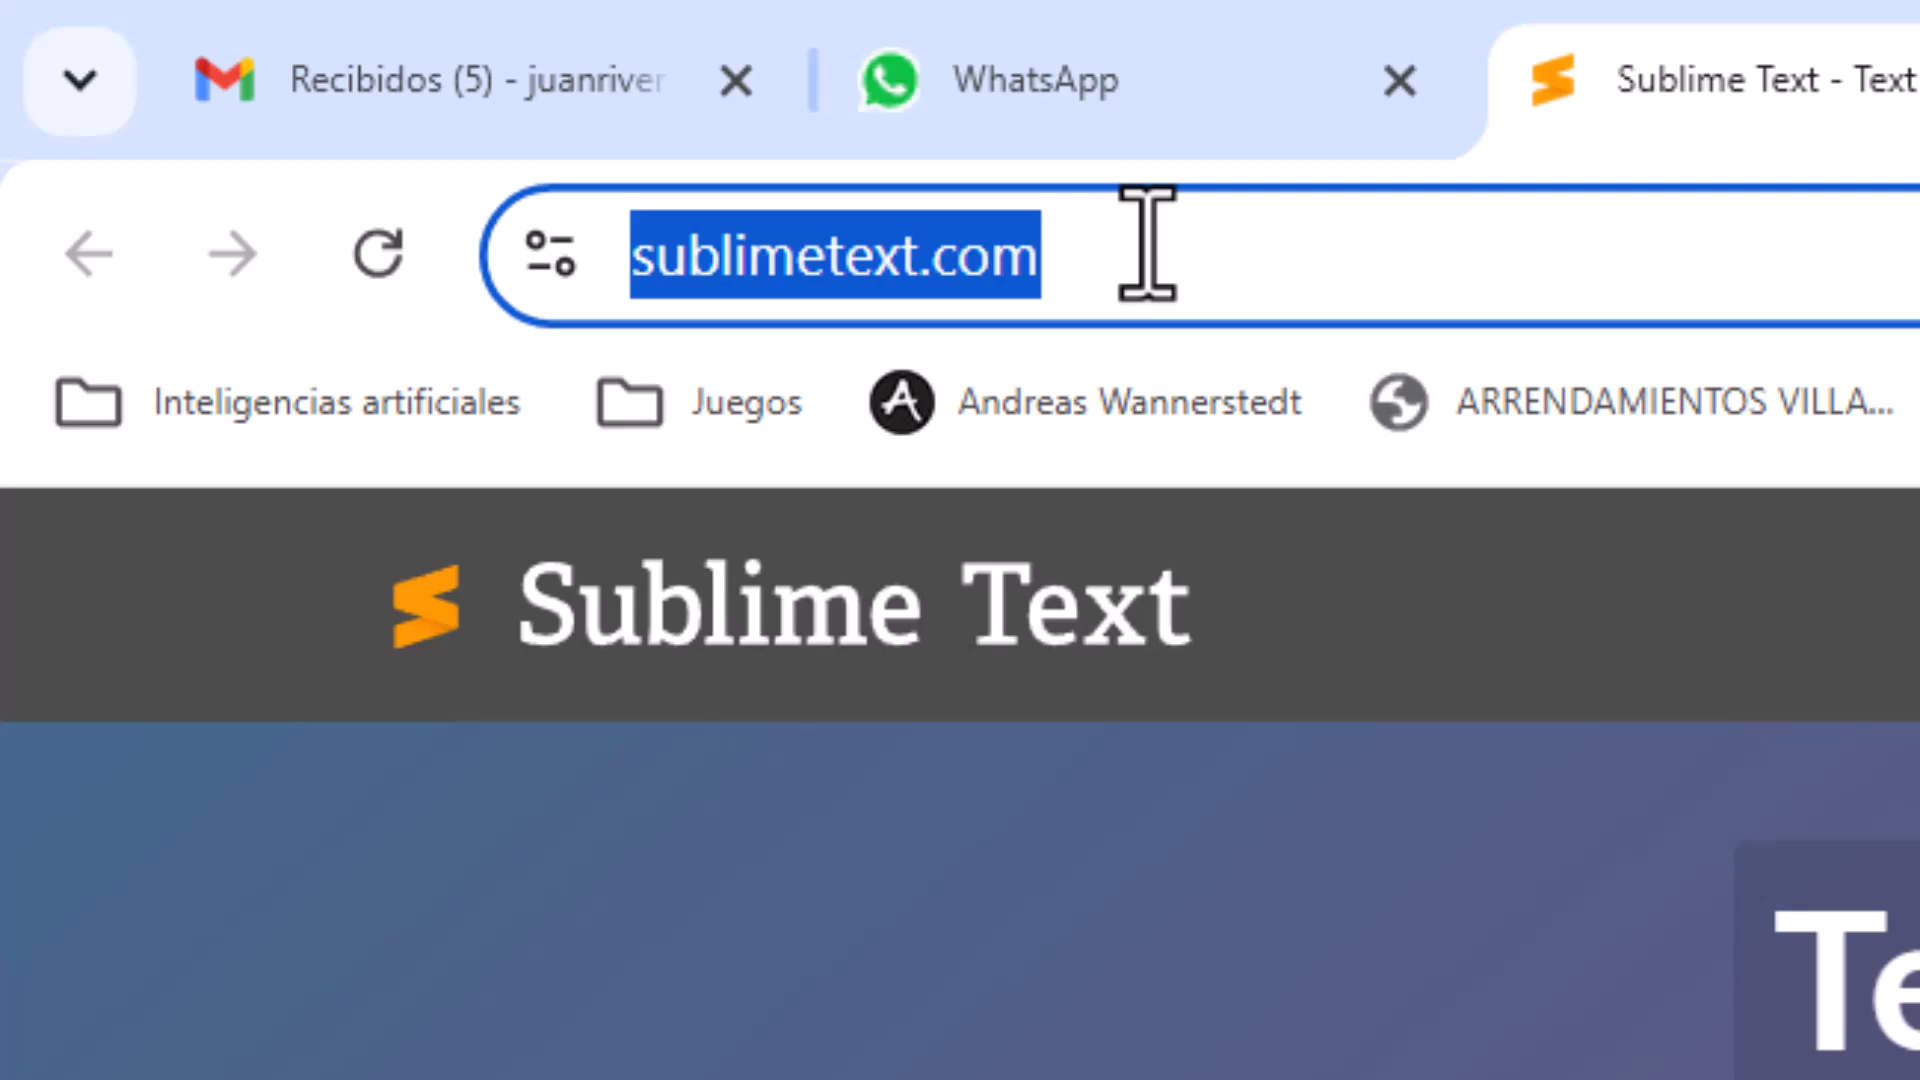 Recibidos (5) - juanriver
WhatsApp
Sublime Text - Text
sublimetext.com
Inteligencias artificiales
Juegos
Andreas Wannerstedt
ARRENDAMIENTOS VILLA...
Sublime Text
Te